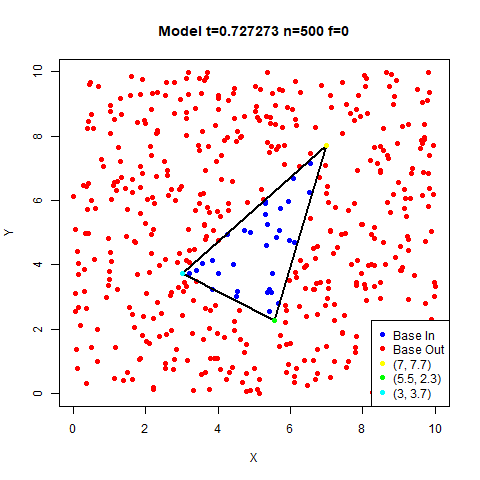 Model t=0.727273 n=500 f=0
10
8
6
4
2
0
Y
Base In
Base Out
(7, 7.7)
(5.5, 2.3)
(3, 3.7)
0 2 4 6 8 10
X